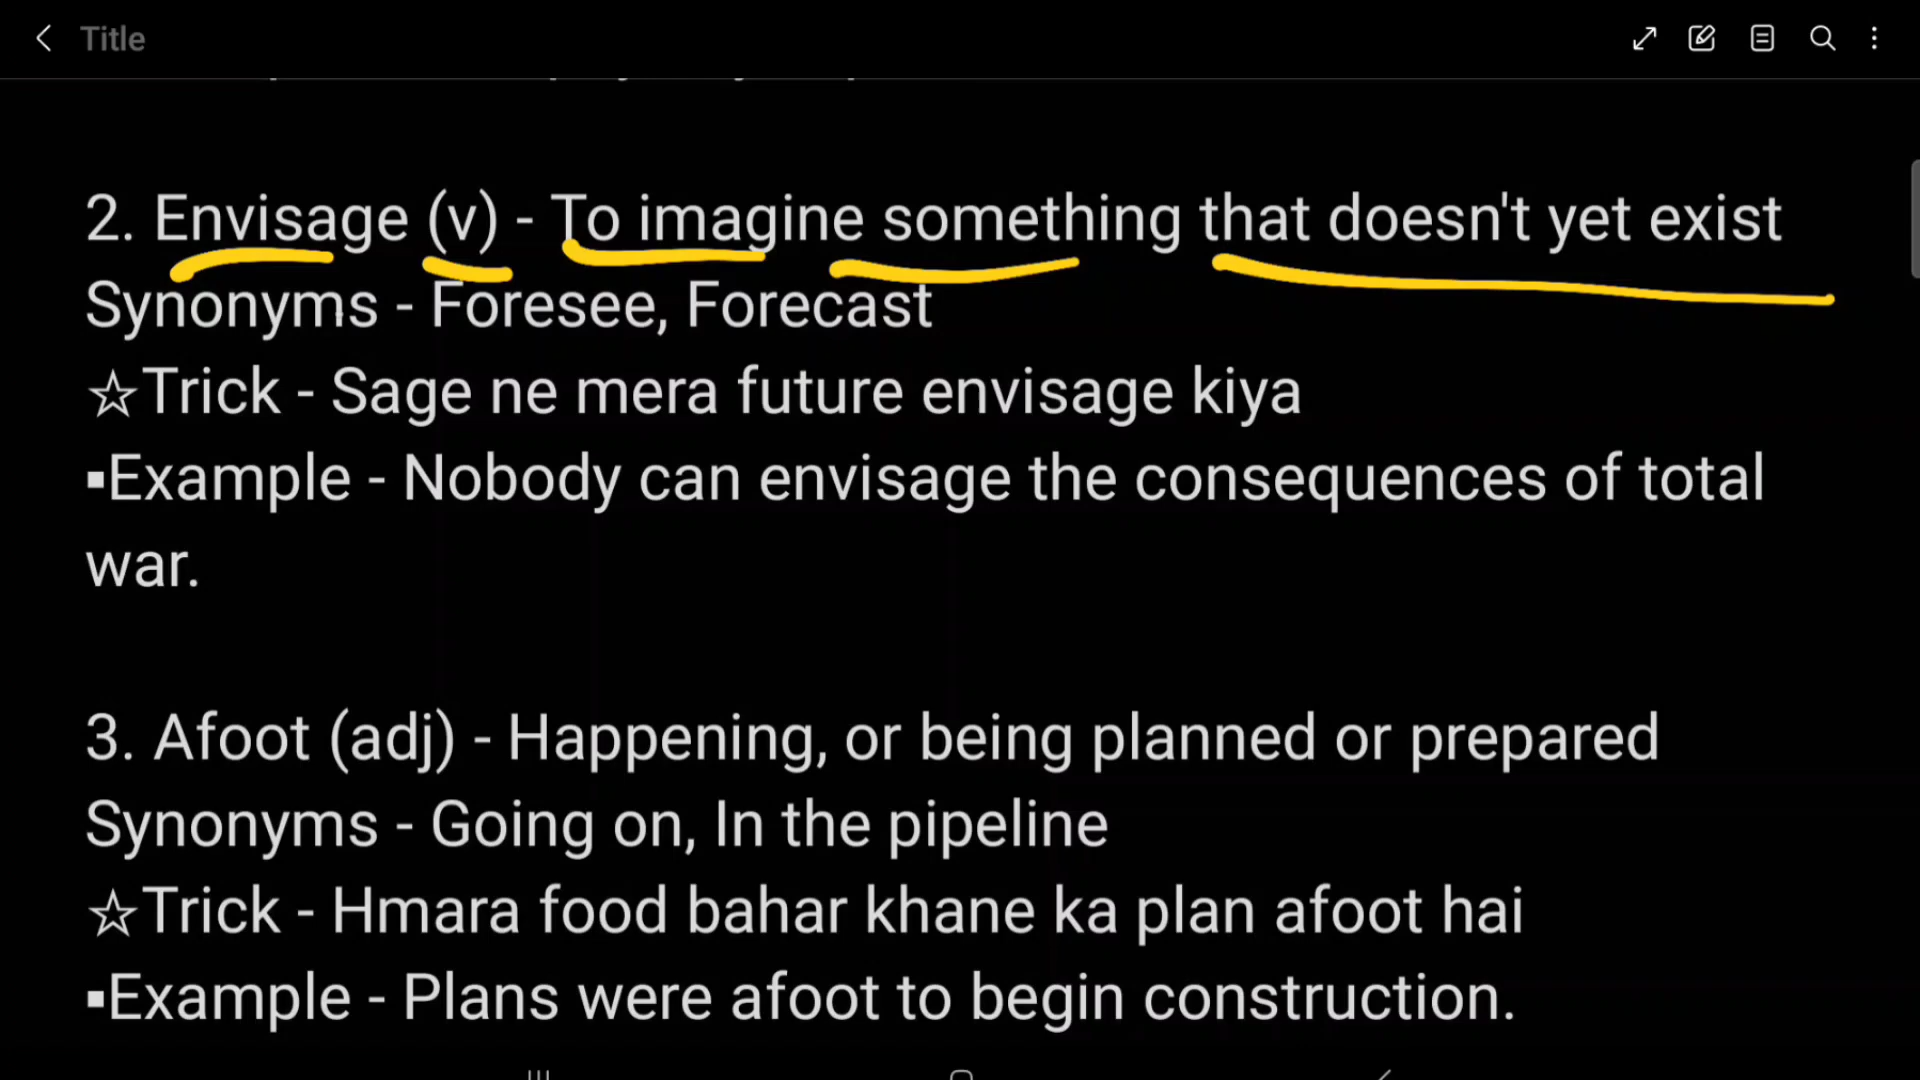 Title
2. Envisage (v) - To imagine something that doesn't yet exist
Synonyms - Foresee, Forecast
☆Trick - Sage ne mera future envisage kiya
▪Example - Nobody can envisage the consequences of total
war.
3. Afoot (adj) - Happening, or being planned or prepared
Synonyms - Going on, In the pipeline
☆Trick - Hmara food bahar khane ka plan afoot hai
▪Example - Plans were afoot to begin construction.